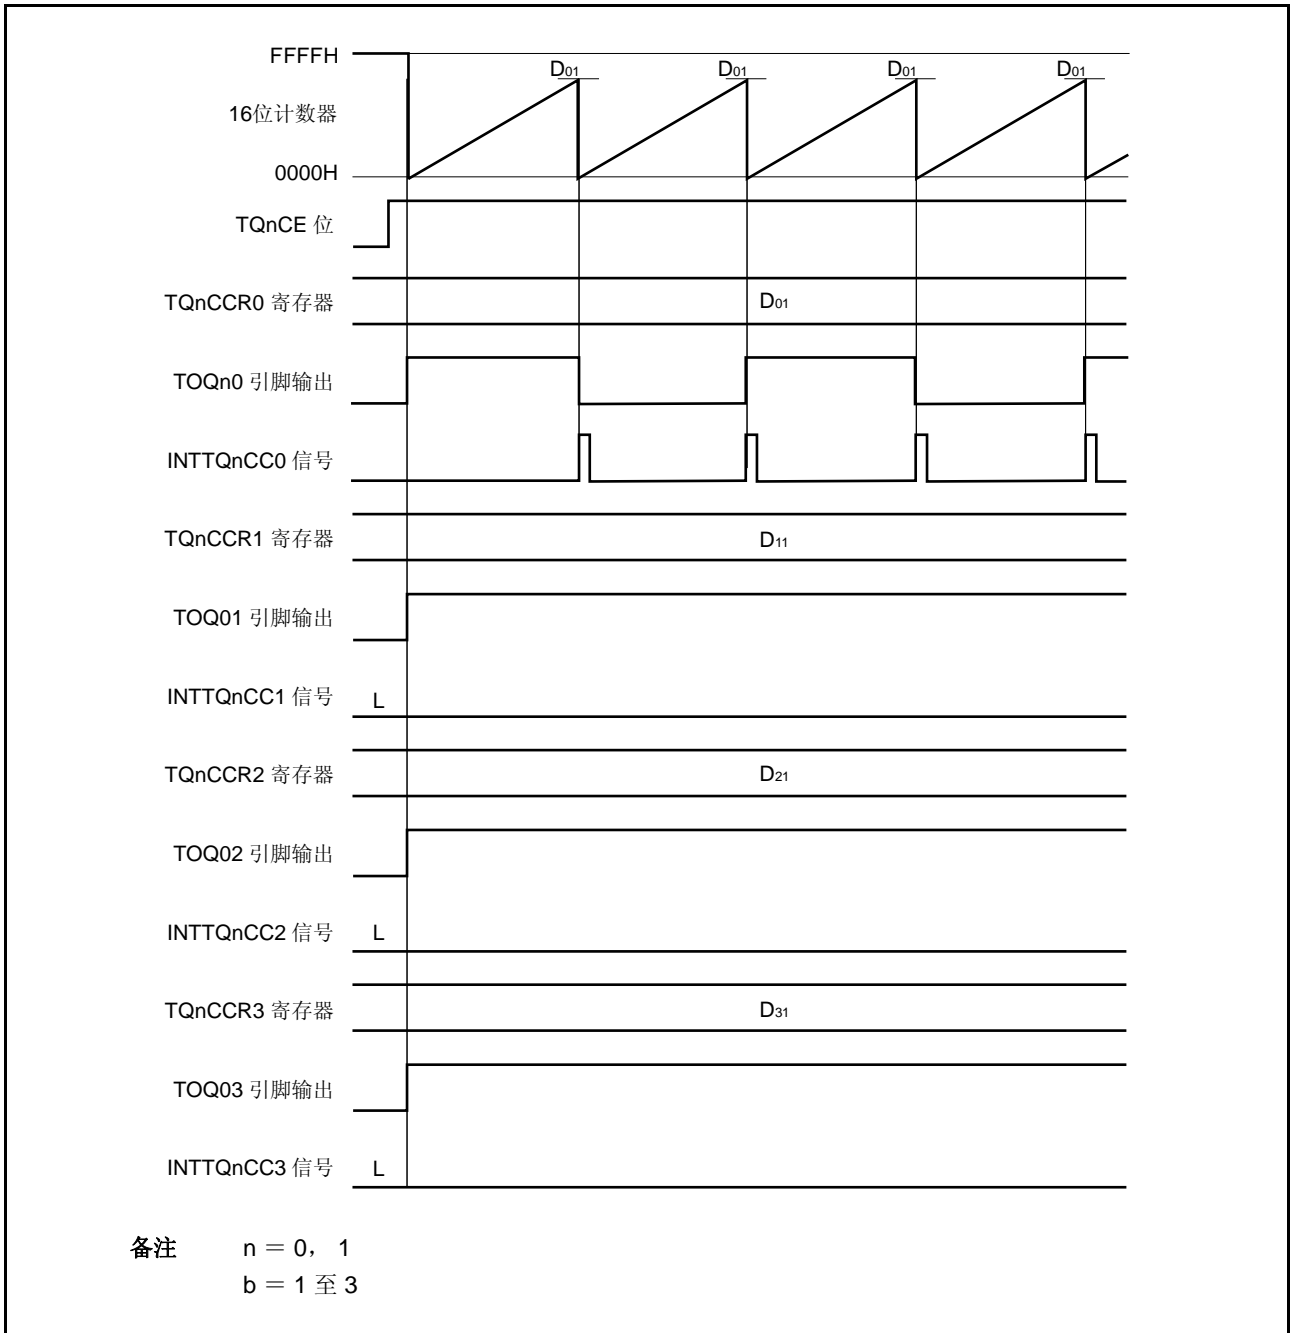 FFFFH
D01 D01 D01 D01
16位计数器
0000H
TQnCE 位
TQnCCR0 寄存器 D01
TOQn0 引脚输出
INTTQnCC0 信号
TQnCCR1 寄存器 D11
TOQ01 引脚输出
INTTQnCC1 信号 L
TQnCCR2 寄存器 D21
TOQ02 引脚输出
INTTQnCC2 信号 L
TQnCCR3 寄存器 D31
TOQ03 引脚输出
INTTQnCC3 信号 L
备注 n = 0, 1
b = 1 至 3